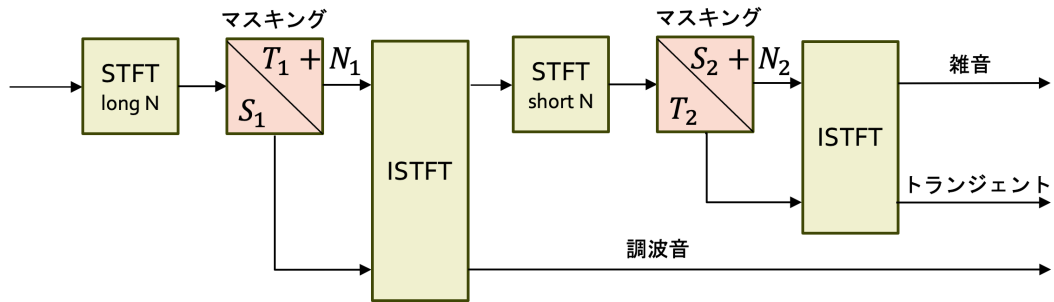 マスキング
STFT
long N
T₁ + N₁
S₁
ISTFT
STFT
short N
マスキング
S₂ + N₂
T₂
ISTFT
雑音
トランジェント
調波音